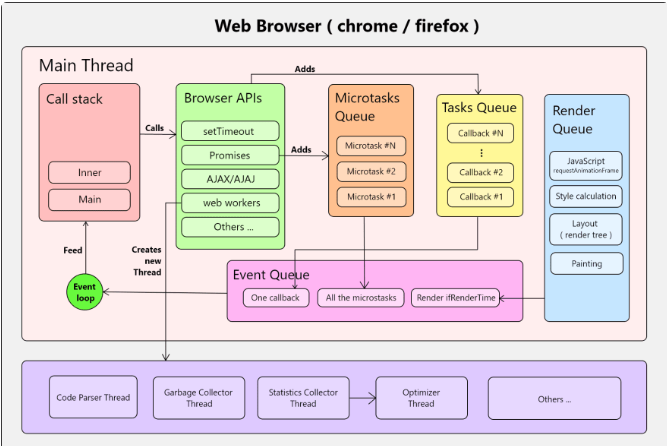 Web Browser ( chrome / firefox )
Main Thread
Call stack
Inner
Main
Calls
Feed
Event
loop
Browser APIs
setTimeout
Promises
AJAX/AJAJ
web workers
Others ...
Creates
new
Thread
Adds
Adds
Microtasks
Queue
Microtask #N
Microtask #2
Microtask #1
Tasks Queue
Callback #N
⋮
Callback #2
Callback #1
Render
Queue
JavaScript
requestAnimationFrame
Style calculation
Layout
( render tree )
Painting
Event Queue
One callback
All the microstasks
Render ifRenderTime
Code Parser Thread
Garbage Collector
Thread
Statistics Collector
Thread
Optimizer
Thread
Others ...